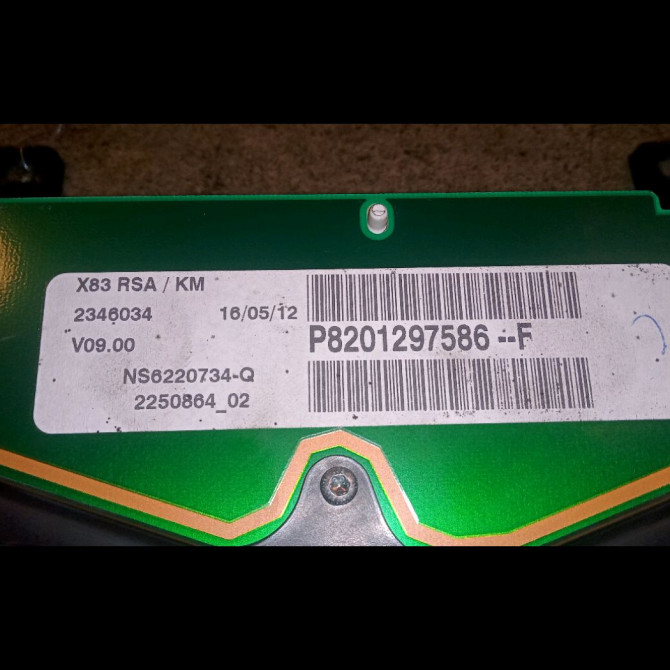 X83 RSA / KM
2346034 16/05/12
V09.00
P8201297586 --F
NS6220734-Q
2250864_02